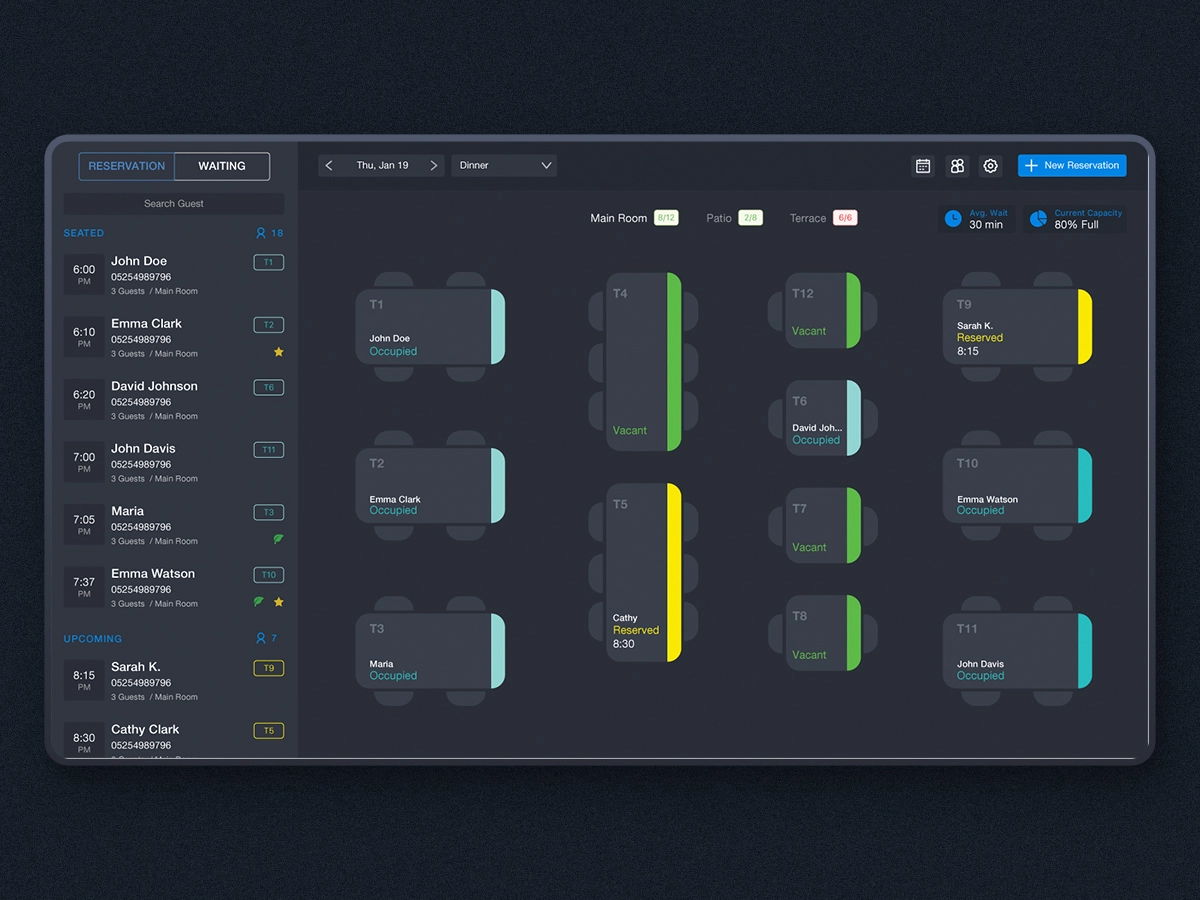 RESERVATION
WAITING
Search Guest
SEATED
18
6:00
PM
John Doe
05254989796
3 Guests / Main Room
T1
6:10
PM
Emma Clark
05254989796
3 Guests / Main Room
T2
6:20
PM
David Johnson
05254989796
3 Guests / Main Room
T6
7:00
PM
John Davis
05254989796
3 Guests / Main Room
T11
7:05
PM
Maria
05254989796
3 Guests / Main Room
T3
7:37
PM
Emma Watson
05254989796
3 Guests / Main Room
T10
UPCOMING
7
8:15
PM
Sarah K.
05254989796
3 Guests / Main Room
T9
8:30
PM
Cathy Clark
05254989796
T5
Thu, Jan 19
Dinner
New Reservation
Main Room 8/12
Patio 2/8
Terrace 6/6
Avg. Wait
30 min
Current Capacity
80% Full
T1
John Doe
Occupied
T2
Emma Clark
Occupied
T3
Maria
Occupied
T4
Vacant
T5
Cathy
Reserved
8:30
T12
Vacant
T6
David Joh...
Occupied
T7
Vacant
T8
Vacant
T9
Sarah K.
Reserved
8:15
T10
Emma Watson
Occupied
T11
John Davis
Occupied